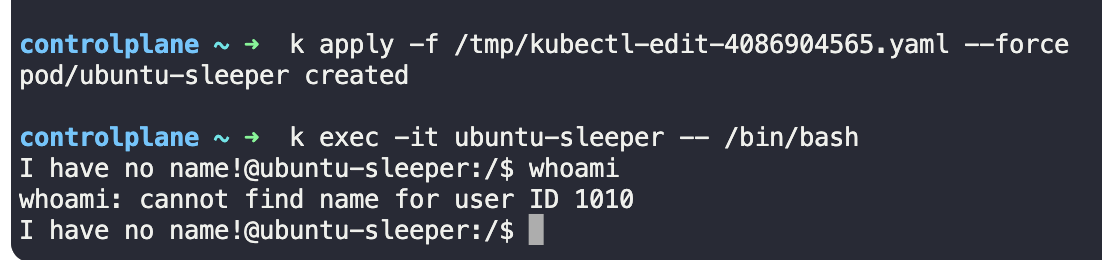 controlplane ~ ➜  k apply -f /tmp/kubectl-edit-4086904565.yaml --force
pod/ubuntu-sleeper created
controlplane ~ ➜  k exec -it ubuntu-sleeper -- /bin/bash
I have no name!@ubuntu-sleeper:/$ whoami
whoami: cannot find name for user ID 1010
I have no name!@ubuntu-sleeper:/$